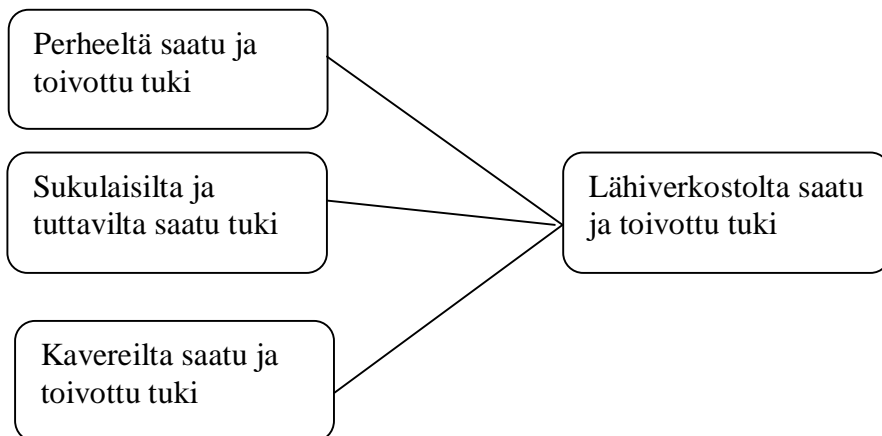 Perheeltä saatu ja
toivottu tuki
Sukulaisilta ja
tuttavilta saatu tuki
Lähiverkostolta saatu
ja toivottu tuki
Kavereilta saatu ja
toivottu tuki